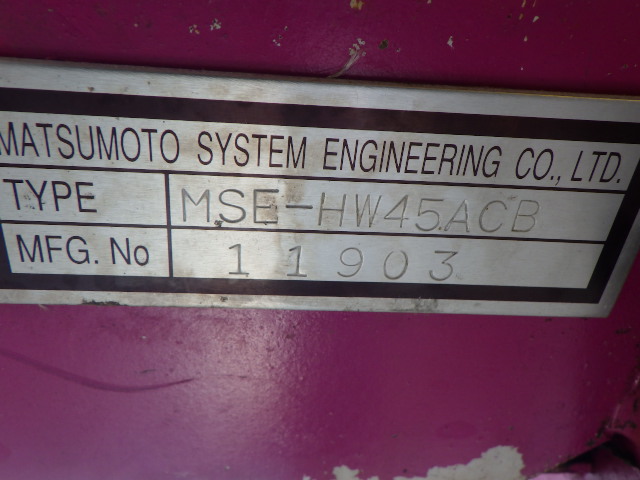 MATSUMOTO SYSTEM ENGINEERING CO., LTD.
TYPE MSE-HW45ACB
MFG. No 11903